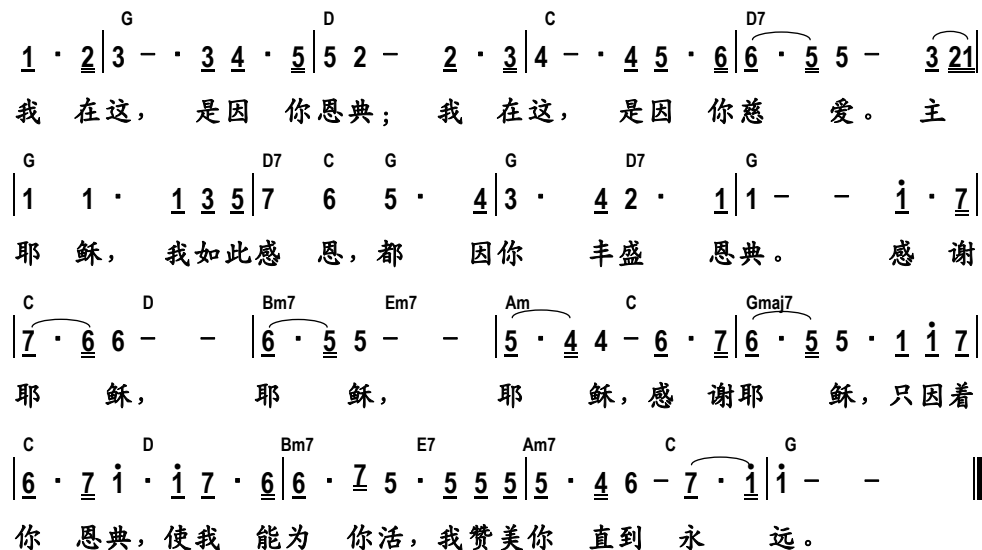 G D C D7
1 · 2|3 – · 3 4 · 5|5 2 – 2 · 3|4 – · 4 5 · 6|6 · 5 5 – 3 21|
我 在这， 是因 你恩典； 我 在这， 是因 你慈 爱。 主
G D7 C G G D7 G
|1 1 · 1 3 5|7 6 5 · 4|3 · 4 2 · 1|1 – – i · 7|
耶 稣， 我如此感 恩，都 因你 丰盛 恩典。 感 谢
C D Bm7 Em7 Am C Gmaj7
|7 · 6 6 – –|6 · 5 5 – –|5 · 4 4 – 6 · 7|6 · 5 5 · 1 i 7|
耶 稣， 耶 稣， 耶 稣，感 谢耶 稣，只因着
C D Bm7 E7 Am7 C G
|6 · 7 i · i 7 · 6|6 · 7 5 · 5 5 5|5 · 4 6 – 7 · i|i – – ‖
你 恩典，使我 能为 你活，我赞美你 直到 永 远。